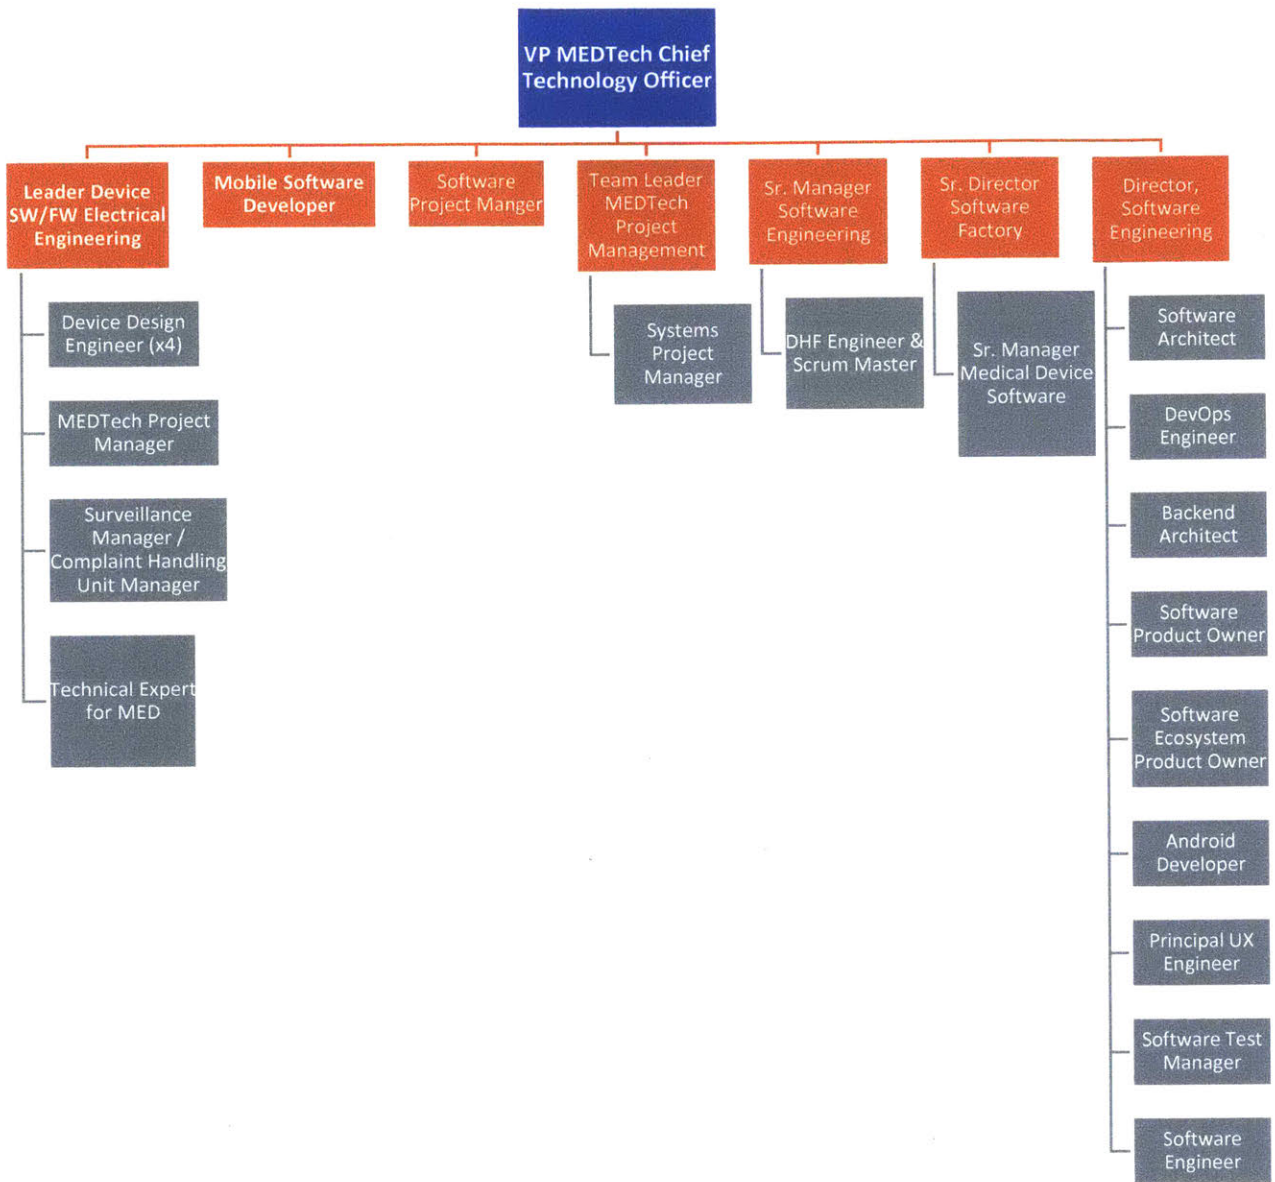 VP MEDTech Chief
Technology Officer
Leader Device
SW/FW Electrical
Engineering
Mobile Software
Developer
Software
Project Manger
Team Leader
MEDTech
Project
Management
Sr. Manager
Software
Engineering
Sr. Director
Software
Factory
Director,
Software
Engineering
Device Design
Engineer (x4)
MEDTech Project
Manager
Surveillance
Manager /
Complaint Handling
Unit Manager
Technical Expert
for MED
Systems
Project
Manager
DHF Engineer &
Scrum Master
Sr. Manager
Medical Device
Software
Software
Architect
DevOps
Engineer
Backend
Architect
Software
Product Owner
Software
Ecosystem
Product Owner
Android
Developer
Principal UX
Engineer
Software Test
Manager
Software
Engineer